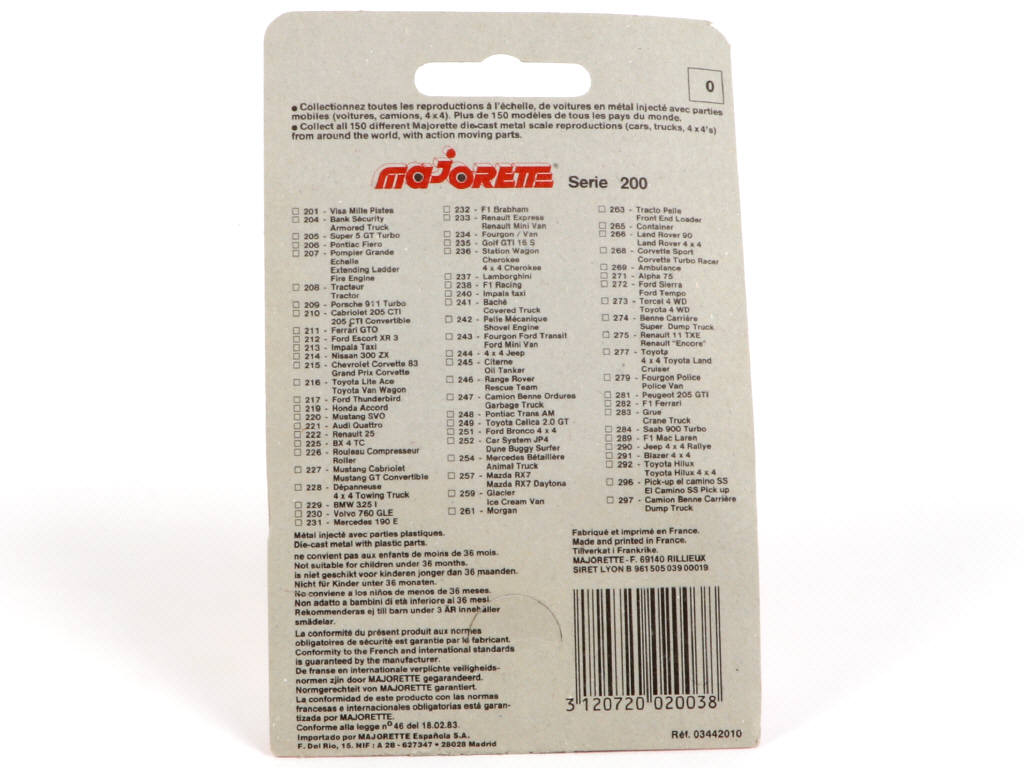 0
● Collectionnez toutes les reproductions à l'échelle, de voitures en métal injecté avec parties
mobiles (voitures, camions, 4 x 4). Plus de 150 modèles de tous les pays du monde.
● Collect all 150 different Majorette die-cast metal scale reproductions (cars, trucks, 4 x 4's)
from around the world, with action moving parts.
MAJORETTE Serie 200
201 - Visa Mille Pistes
204 - Bank Sécurity
Armored Truck
205 - Super 5 GT Turbo
206 - Pontiac Fiero
207 - Pompier Grande
Echelle
Extending Ladder
Fire Engine
208 - Tracteur
Tractor
209 - Porsche 911 Turbo
210 - Cabriolet 205 CTI
205 CTI Convertible
211 - Ferrari GTO
212 - Ford Escort XR 3
213 - Impala Taxi
214 - Nissan 300 ZX
215 - Chevrolet Corvette 83
Grand Prix Corvette
216 - Toyota Lite Ace
Toyota Van Wagon
217 - Ford Thunderbird
219 - Honda Accord
220 - Mustang SVO
221 - Audi Quattro
222 - Renault 25
225 - BX 4 TC
226 - Rouleau Compresseur
Roller
227 - Mustang Cabriolet
Mustang GT Convertible
228 - Dépanneuse
4 x 4 Towing Truck
229 - BMW 325 I
230 - Volvo 760 GLE
231 - Mercedes 190 E
232 - F1 Brabham
233 - Renault Express
Renault Mini Van
234 - Fourgon / Van
235 - Golf GTI 16 S
236 - Station Wagon
Cherokee
4 x 4 Cherokee
237 - Lamborghini
238 - F1 Racing
240 - Impala taxi
241 - Baché
Covered Truck
242 - Pelle Mécanique
Shovel Engine
243 - Fourgon Ford Transit
Ford Mini Van
244 - 4 x 4 Jeep
245 - Citerne
Oil Tanker
246 - Range Rover
Rescue Team
247 - Camion Benne Ordures
Garbage Truck
248 - Pontiac Trans AM
249 - Toyota Celica 2.0 GT
251 - Ford Bronco 4 x 4
252 - Car System JP4
Dune Buggy Surfer
254 - Mercedes Bétaillère
Animal Truck
257 - Mazda RX7
Mazda RX7 Daytona
259 - Glacier
Ice Cream Van
261 - Morgan
263 - Tracto Pelle
Front End Loader
265 - Container
266 - Land Rover 90
Land Rover 4 x 4
268 - Corvette Sport
Corvette Turbo Racer
269 - Ambulance
271 - Alpha 75
272 - Ford Sierra
Ford Tempo
273 - Tercel 4 WD
Toyota 4 WD
274 - Benne Carrière
Super Dump Truck
275 - Renault 11 TXE
Renault "Encore"
277 - Toyota
4 x 4 Toyota Land
Cruiser
279 - Fourgon Police
Police Van
281 - Peugeot 205 GTI
282 - F1 Ferrari
283 - Grue
Crane Truck
284 - Saab 900 Turbo
289 - F1 Mac Laren
290 - Jeep 4 x 4 Rallye
291 - Blazer 4 x 4
292 - Toyota Hilux
Toyota Hilux 4 x 4
296 - Pick-up el camino SS
El Camino SS Pick up
297 - Camion Benne Carrière
Dump Truck
Métal injecté avec parties plastiques.
Die-cast metal with plastic parts.
ne convient pas aux enfants de moins de 36 mois.
Not suitable for children under 36 months.
is niet geschikt voor kinderen jonger dan 36 maanden.
Nicht für Kinder unter 36 monaten.
No conviene a los niños de menos de 36 meses.
Non adatto a bambini di età inferiore ai 36 mesi.
Rekommenderas ej till barn under 3 ÅR innehåller
smådelar.
La conformité du présent produit aux normes
obligatoires de sécurité est garantie par le fabricant.
Conformity to the French and international standards
is guaranteed by the manufacturer.
De franse en internationale verplichte veiligheids-
normen zjin door MAJORETTE gegarandeerd.
Normgerechteit von MAJORETTE garantiert.
La conformidad de este producto con las normas
francesas e internacionales obligatorias está garan-
tizada por MAJORETTE.
Conforme alla legge nº 46 del 18.02.83.
Importado por MAJORETTE Española S.A.
F. Del Rio, 15. NIF : A 28 - 627347 • 28028 Madrid
Fabriqué et imprimé en France.
Made and printed in France.
Tillverkat i Frankrike.
MAJORETTE - F. 69140 RILLIEUX
SIRET LYON B 961 505 039 00019
3 120720 020038
Réf. 03442010